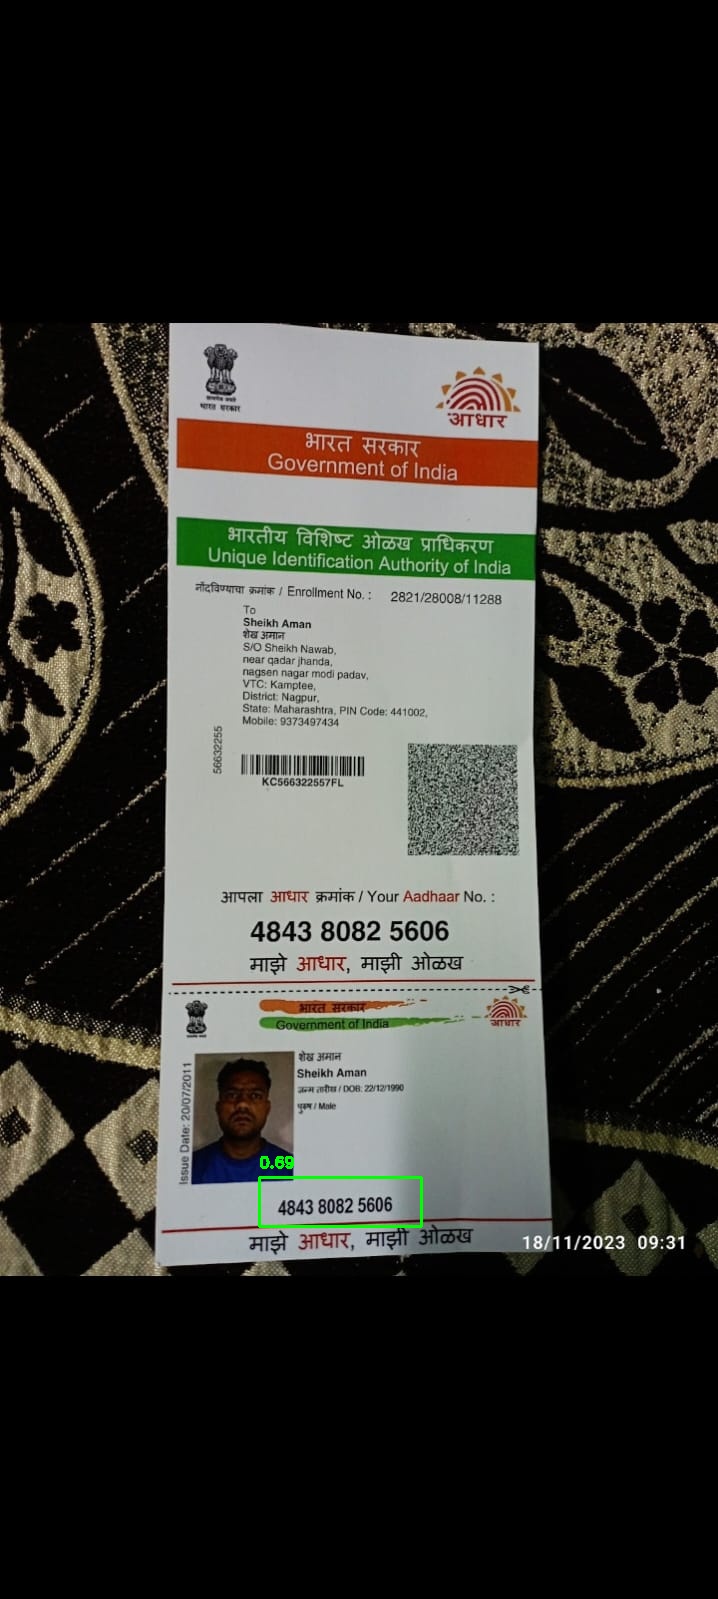 सत्यमेव जयते
भारत सरकार
आधार
भारत सरकार
Government of India
भारतीय विशिष्ट ओळख प्राधिकरण
Unique Identification Authority of India
नोंदविण्याचा क्रमांक / Enrollment No. : 2821/28008/11288
To
Sheikh Aman
शेख अमान
S/O Sheikh Nawab,
near qadar jhanda,
nagsen nagar modi padav,
VTC: Kamptee,
District: Nagpur,
State: Maharashtra, PIN Code: 441002,
Mobile: 9373497434
56632255
KC566322557FL
आपला आधार क्रमांक / Your Aadhaar No. :
4843 8082 5606
माझे आधार, माझी ओळख
भारत सरकार
Government of India
आधार
Issue Date: 20/07/2011
शेख अमान
Sheikh Aman
जन्म तारीख / DOB: 22/12/1990
पुरुष / Male
0.69
4843 8082 5606
माझे आधार, माझी ओळख
18/11/2023 09:31